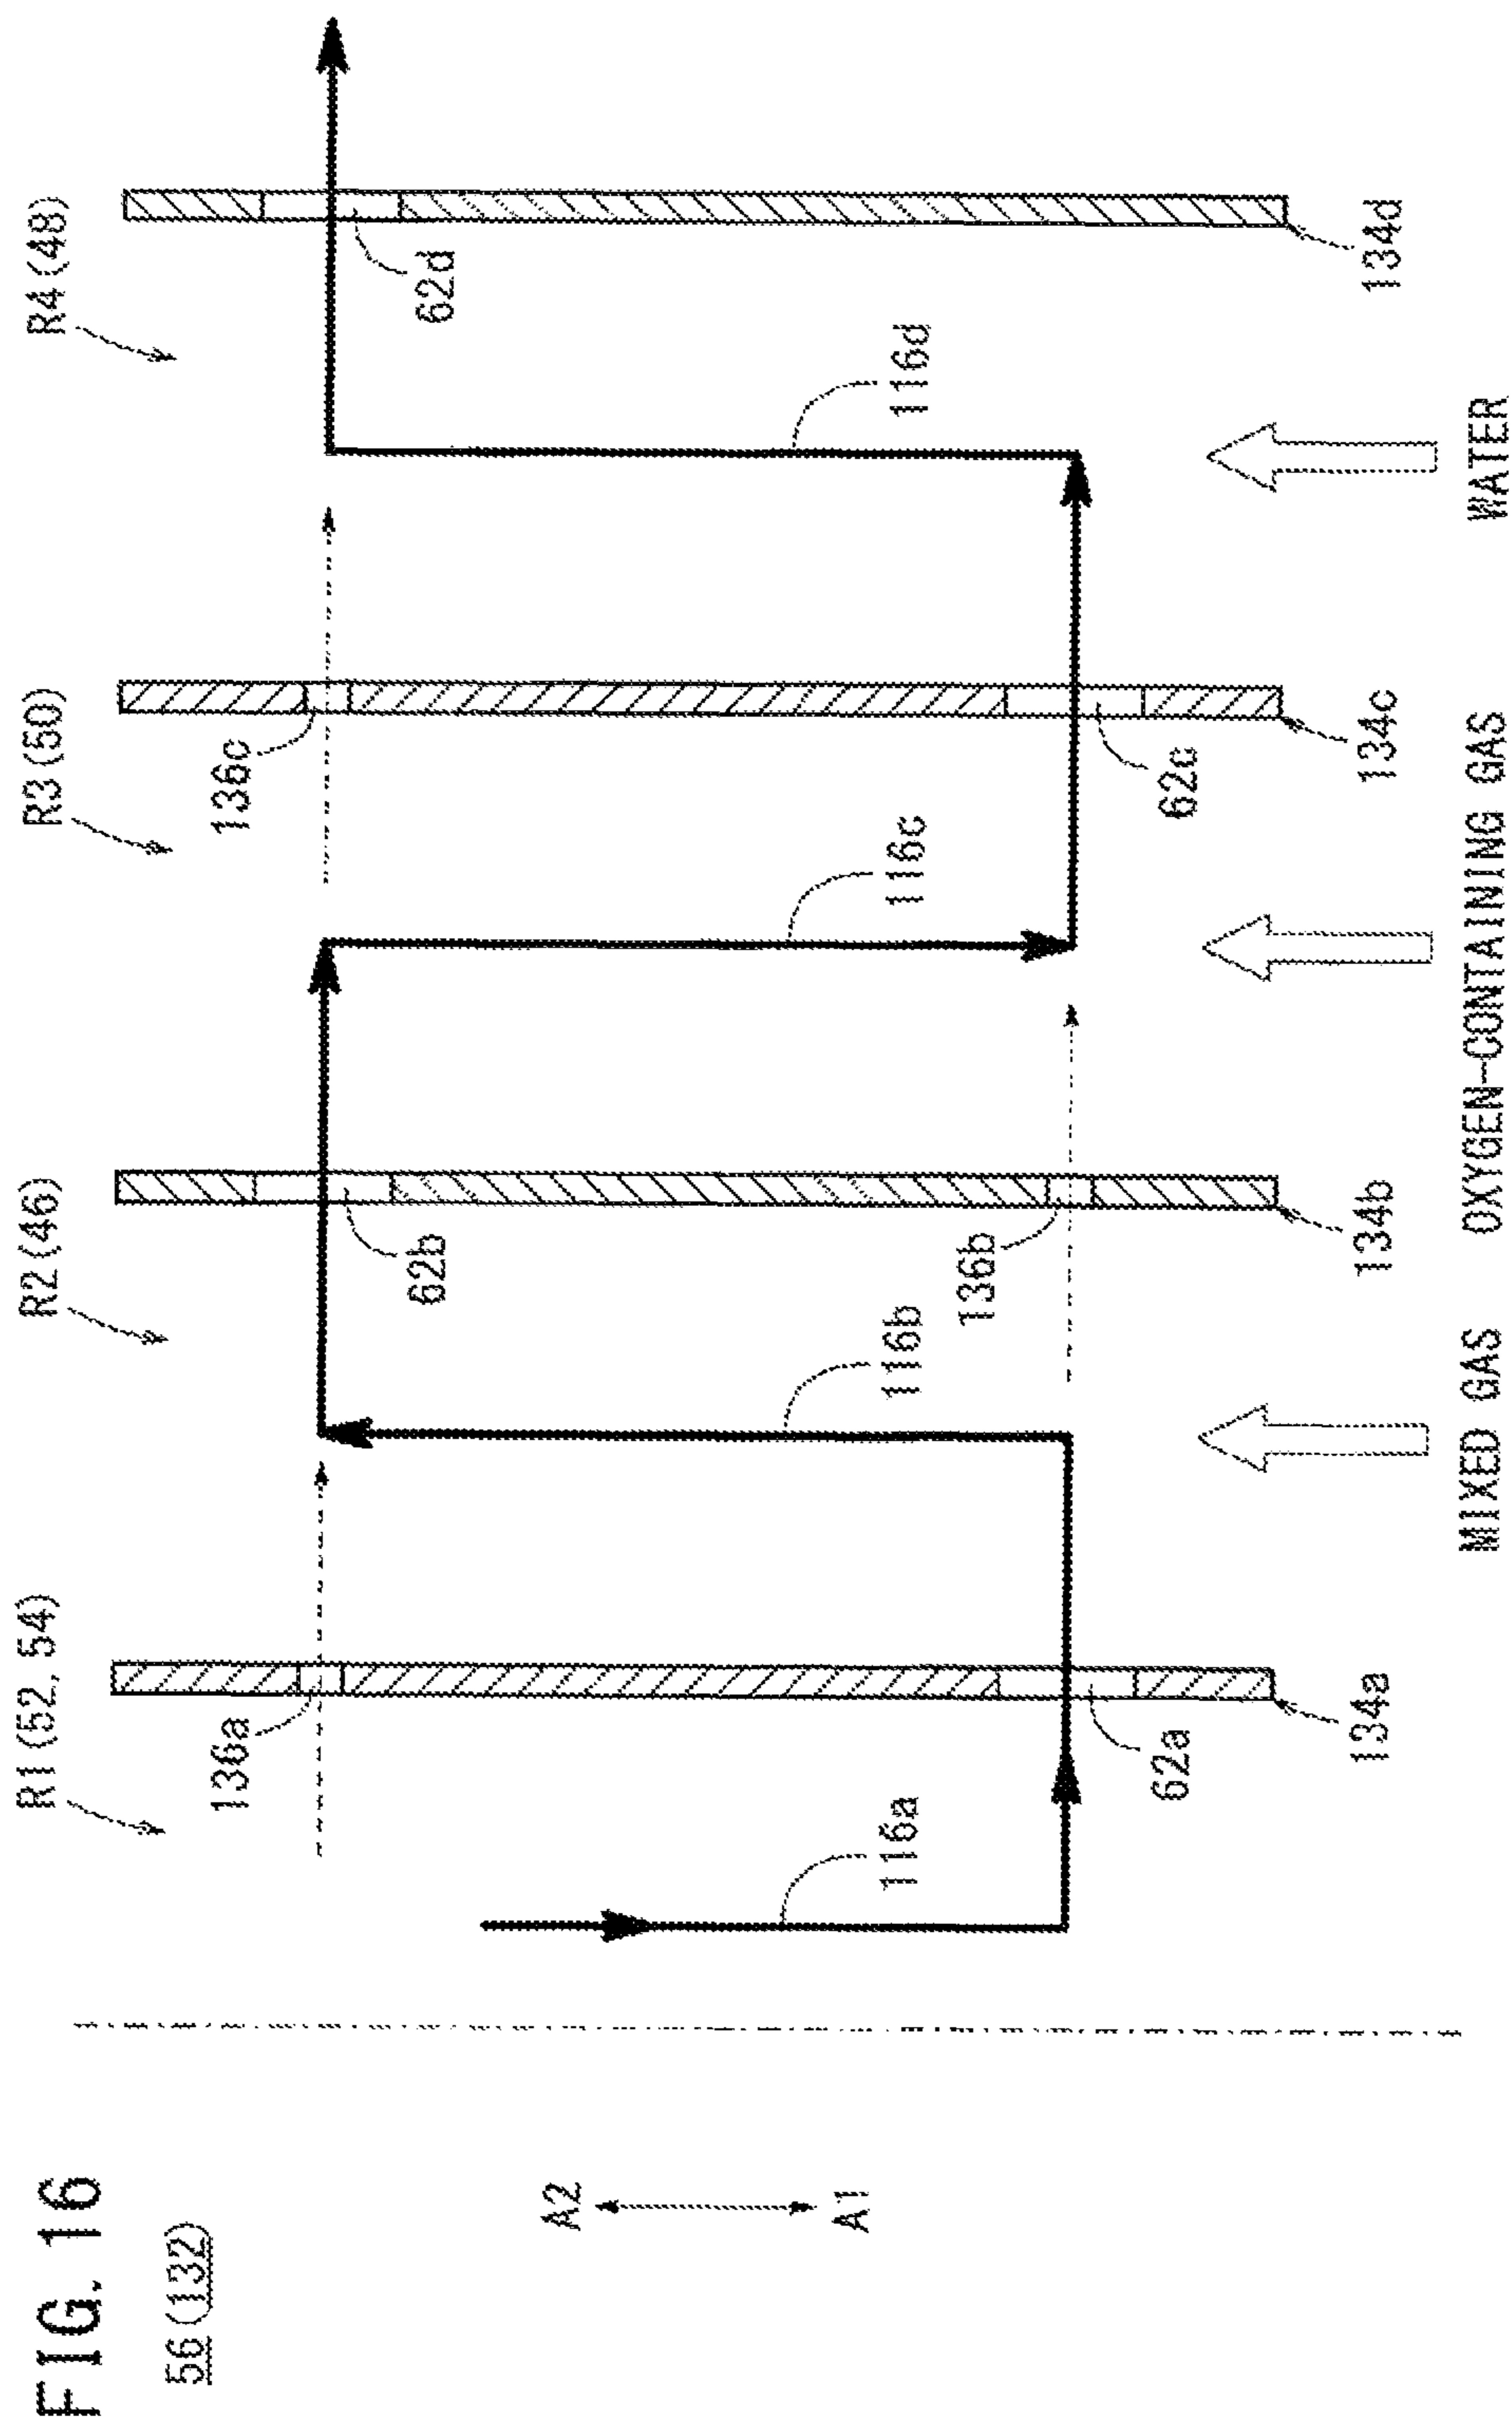 FIG. 16
56(132)
A2
A1
R1(52, 54)
R2(46)
R3(50)
R4(48)
136a
116a
62a
134a
62b
116b
136b
134b
136c
116c
62c
134c
62d
116d
134d
MIXED GAS
OXYGEN-CONTAINING GAS
WATER